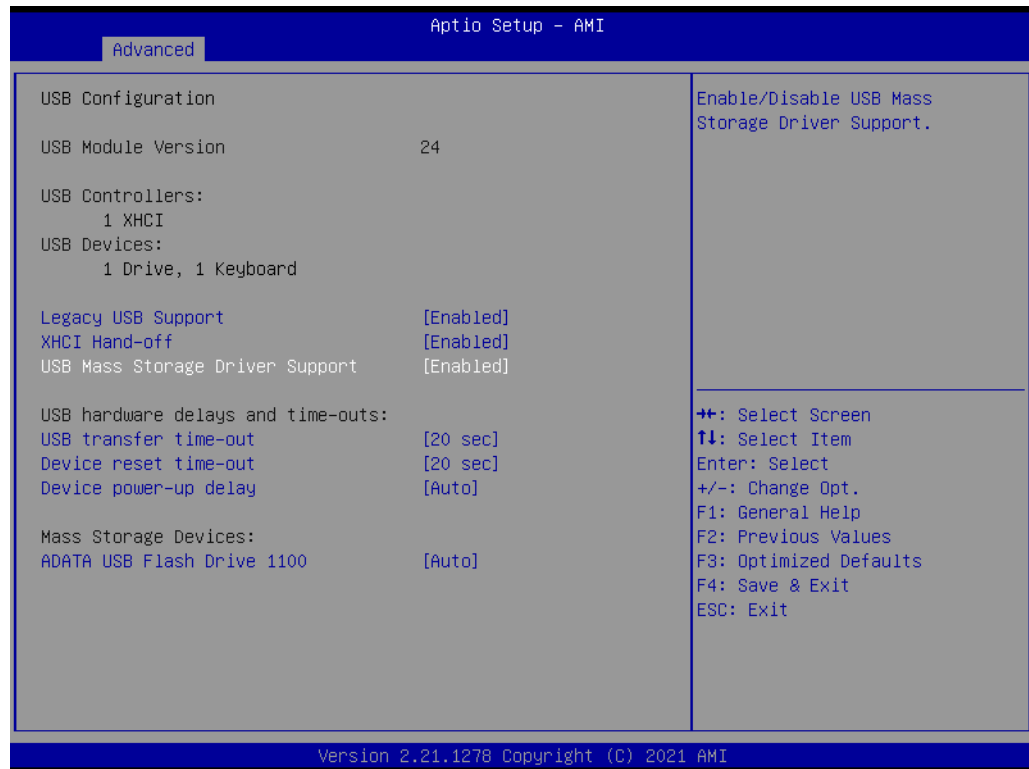 Aptio Setup – AMI
Advanced
USB Configuration
USB Module Version 24
USB Controllers:
1 XHCI
USB Devices:
1 Drive, 1 Keyboard
Legacy USB Support [Enabled]
XHCI Hand-off [Enabled]
USB Mass Storage Driver Support [Enabled]
USB hardware delays and time-outs:
USB transfer time-out [20 sec]
Device reset time-out [20 sec]
Device power-up delay [Auto]
Mass Storage Devices:
ADATA USB Flash Drive 1100 [Auto]
Enable/Disable USB Mass
Storage Driver Support.
→←: Select Screen
↑↓: Select Item
Enter: Select
+/-: Change Opt.
F1: General Help
F2: Previous Values
F3: Optimized Defaults
F4: Save & Exit
ESC: Exit
Version 2.21.1278 Copyright (C) 2021 AMI